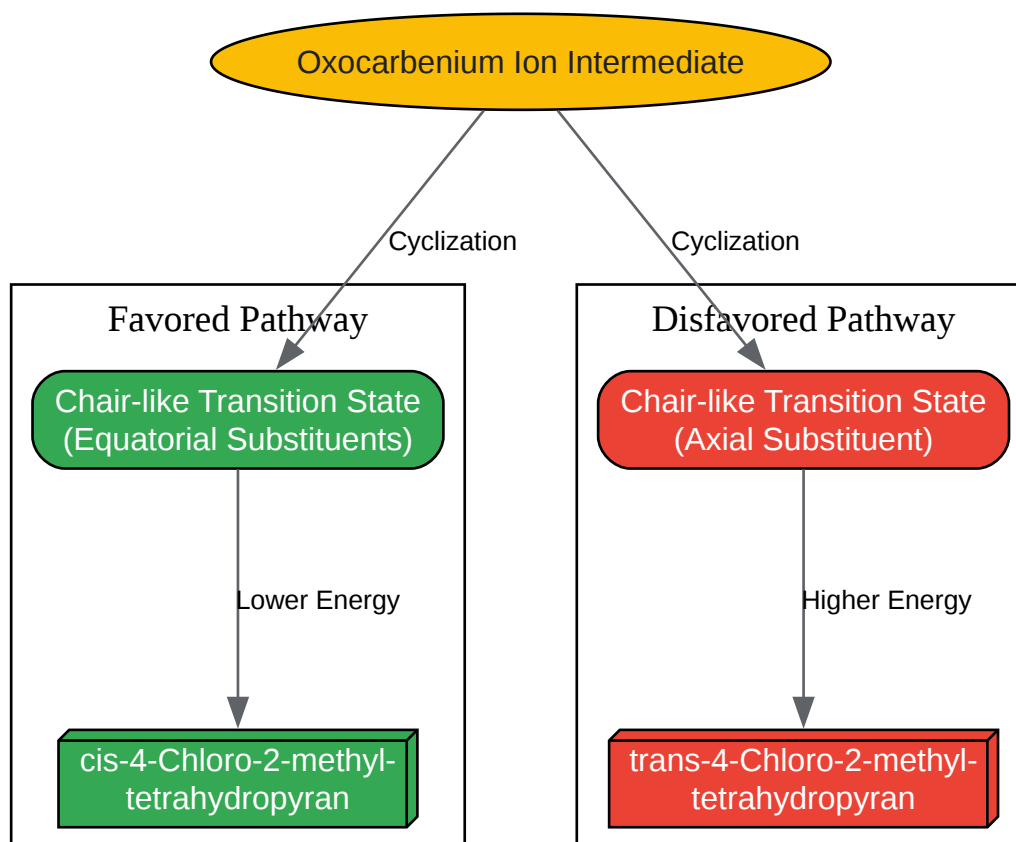 Oxocarbenium Ion Intermediate
Cyclization
Cyclization
Favored Pathway
Disfavored Pathway
Chair-like Transition State
(Equatorial Substituents)
Chair-like Transition State
(Axial Substituent)
Lower Energy
Higher Energy
cis-4-Chloro-2-methyl-
tetrahydropyran
trans-4-Chloro-2-methyl-
tetrahydropyran